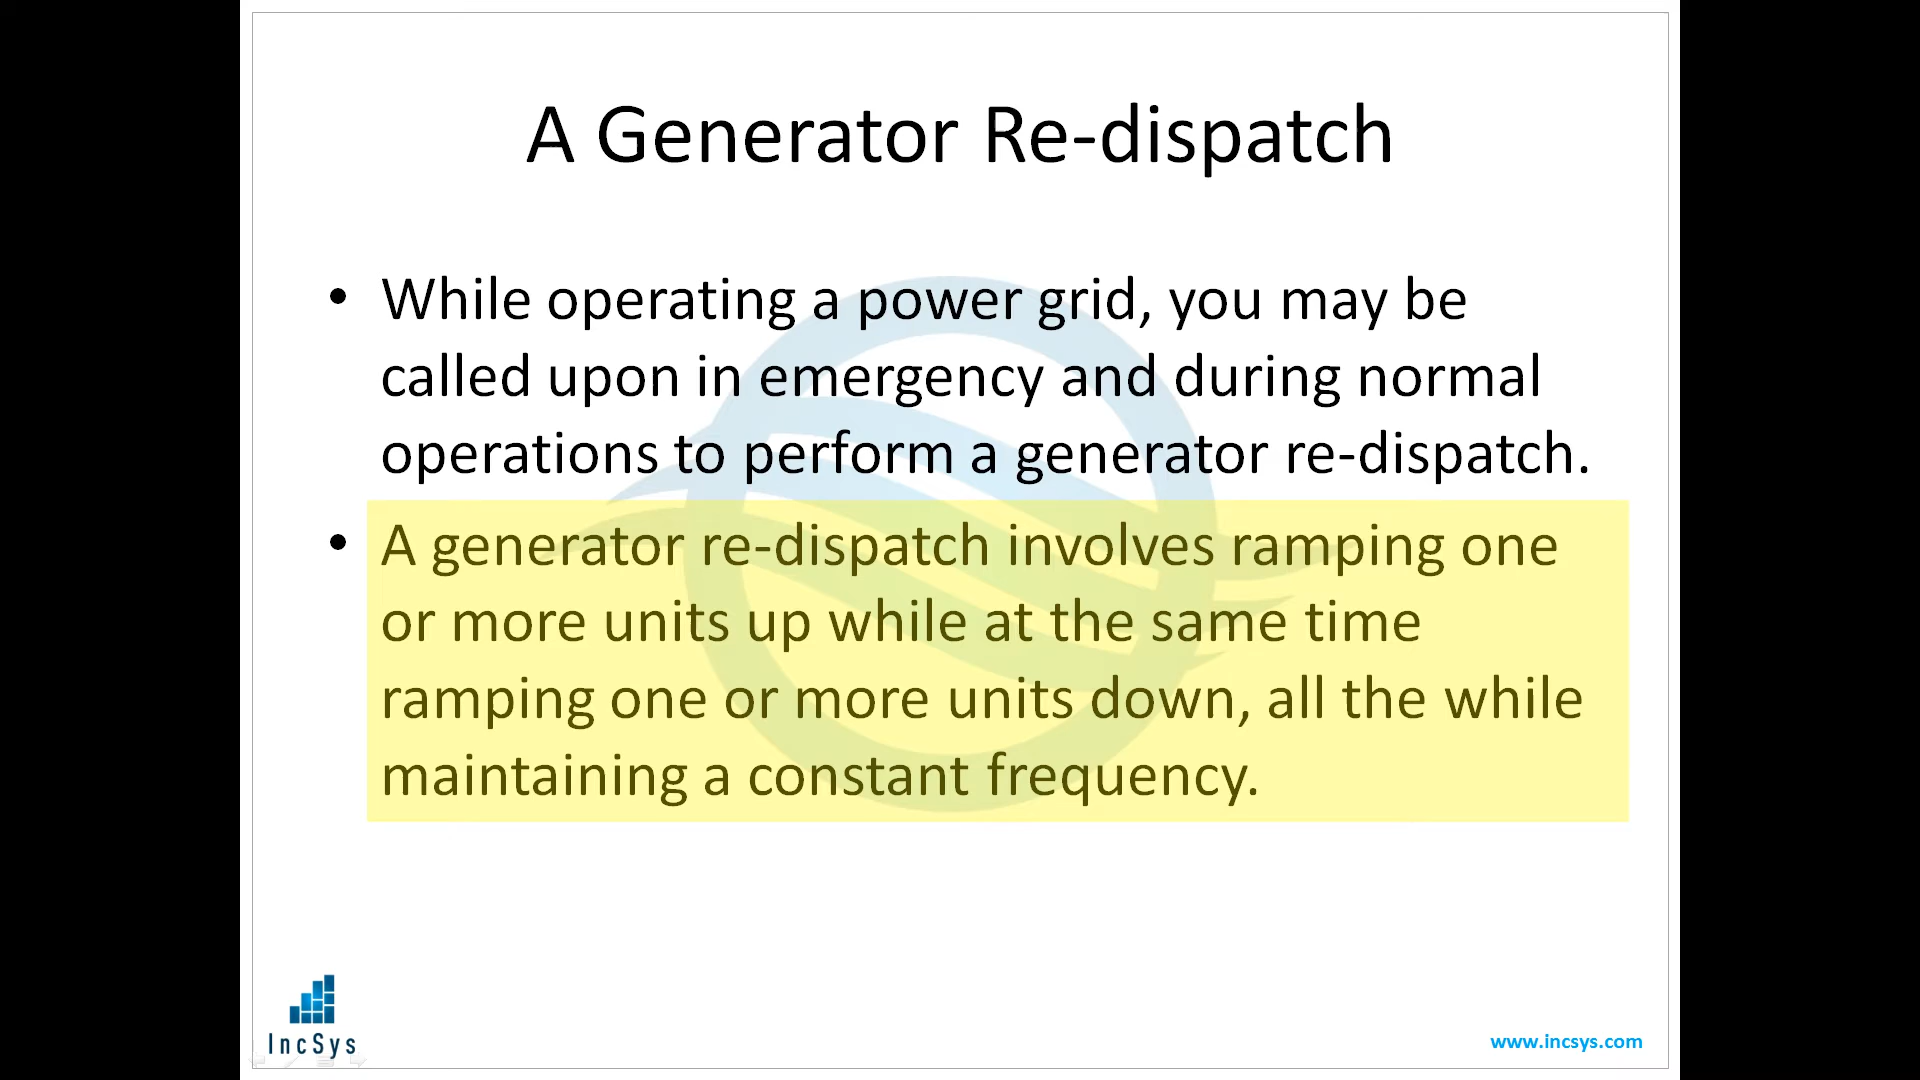 A Generator Re-dispatch
• While operating a power grid, you may be
called upon in emergency and during normal
operations to perform a generator re-dispatch.
• A generator re-dispatch involves ramping one
or more units up while at the same time
ramping one or more units down, all the while
maintaining a constant frequency.
IncSys
www.incsys.com